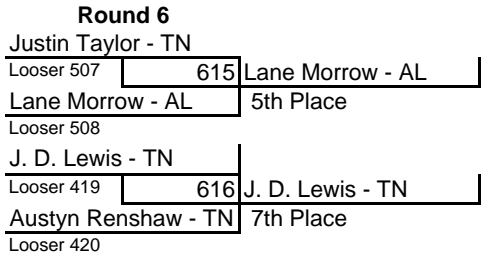 Round 6
Justin Taylor - TN
Looser 507
615 Lane Morrow - AL
Lane Morrow - AL
5th Place
Looser 508
J. D. Lewis - TN
Looser 419
616 J. D. Lewis - TN
Austyn Renshaw - TN
7th Place
Looser 420